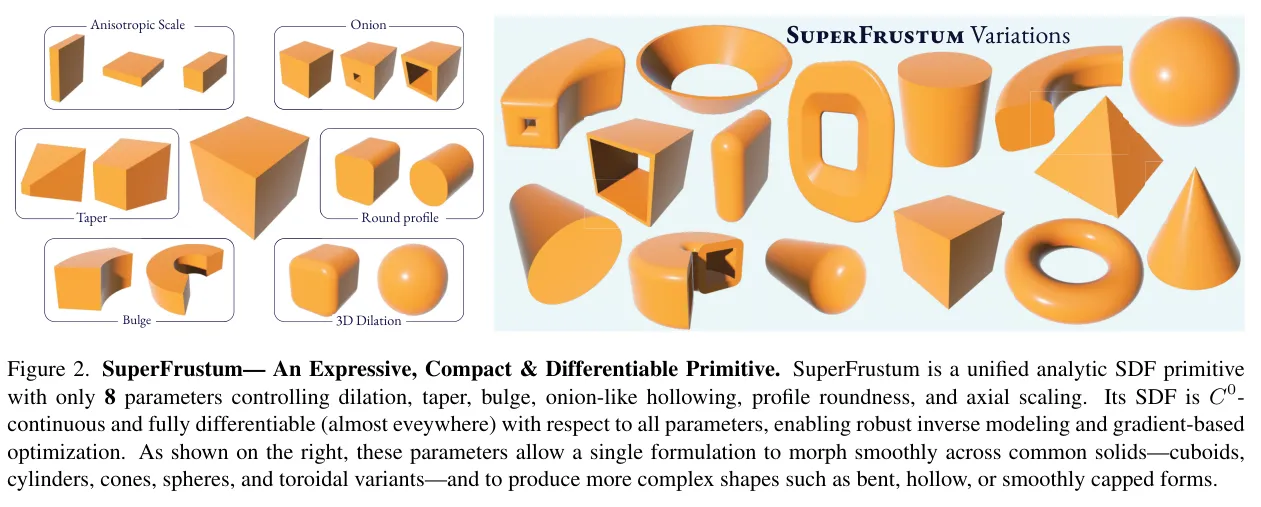 Anisotropic Scale
Onion
SUPERFRUSTUM Variations
Taper
Round profile
Bulge
3D Dilation
Figure 2. SuperFrustum— An Expressive, Compact & Differentiable Primitive. SuperFrustum is a unified analytic SDF primitive
with only 8 parameters controlling dilation, taper, bulge, onion-like hollowing, profile roundness, and axial scaling. Its SDF is C⁰-
continuous and fully differentiable (almost eveywhere) with respect to all parameters, enabling robust inverse modeling and gradient-based
optimization. As shown on the right, these parameters allow a single formulation to morph smoothly across common solids—cuboids,
cylinders, cones, spheres, and toroidal variants—and to produce more complex shapes such as bent, hollow, or smoothly capped forms.